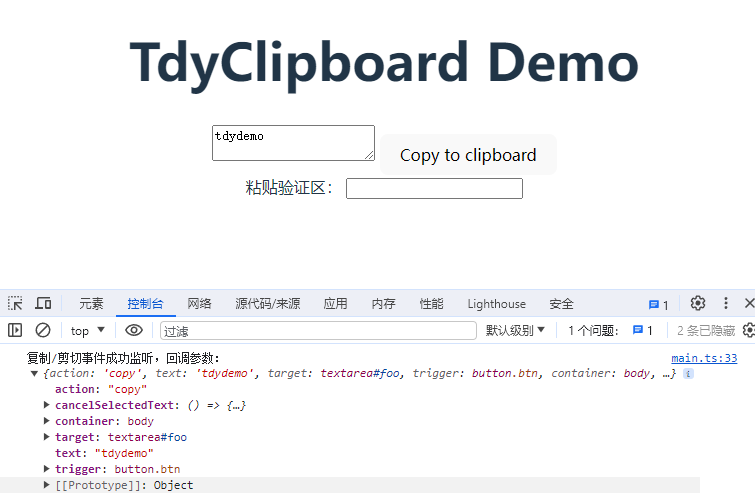 TdyClipboard Demo
tdydemo
Copy to clipboard
粘贴验证区：
元素 控制台 网络 源代码/来源 应用 内存 性能 Lighthouse 安全 1
top 过滤 默认级别 1 个问题： 1 2 条已隐藏
复制/剪切事件成功监听，回调参数： main.ts:33
{action: 'copy', text: 'tdydemo', target: textarea#foo, trigger: button.btn, container: body, …} i
action: "copy"
cancelSelectedText: () => {…}
container: body
target: textarea#foo
text: "tdydemo"
trigger: button.btn
[[Prototype]]: Object